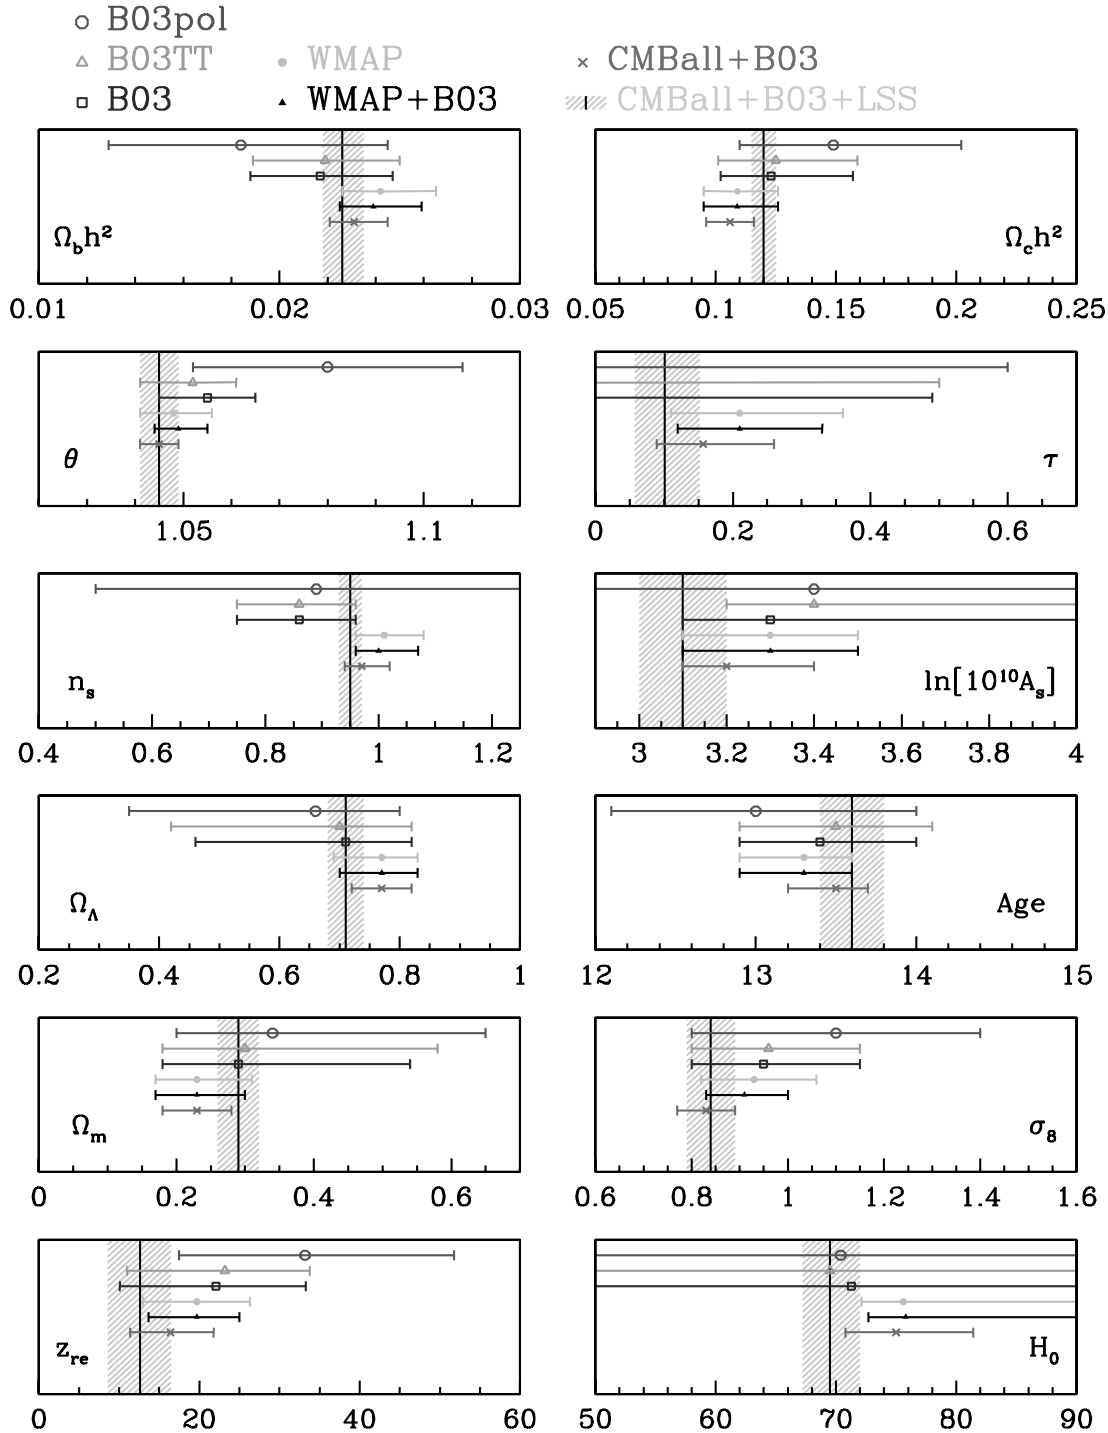 B03pol
B03TT WMAP CMBall+B03
B03 WMAP+B03 CMBall+B03+LSS
Ω_b h² Ω_c h²
0.01 0.02 0.03 0.05 0.1 0.15 0.2 0.25
θ τ
1.05 1.1 0 0.2 0.4 0.6
n_s ln[10¹⁰A_s]
0.4 0.6 0.8 1 1.2 3 3.2 3.4 3.6 3.8 4
Ω_Λ Age
0.2 0.4 0.6 0.8 1 12 13 14 15
Ω_m σ_8
0 0.2 0.4 0.6 0.6 0.8 1 1.2 1.4 1.6
z_re H_0
0 20 40 60 50 60 70 80 90